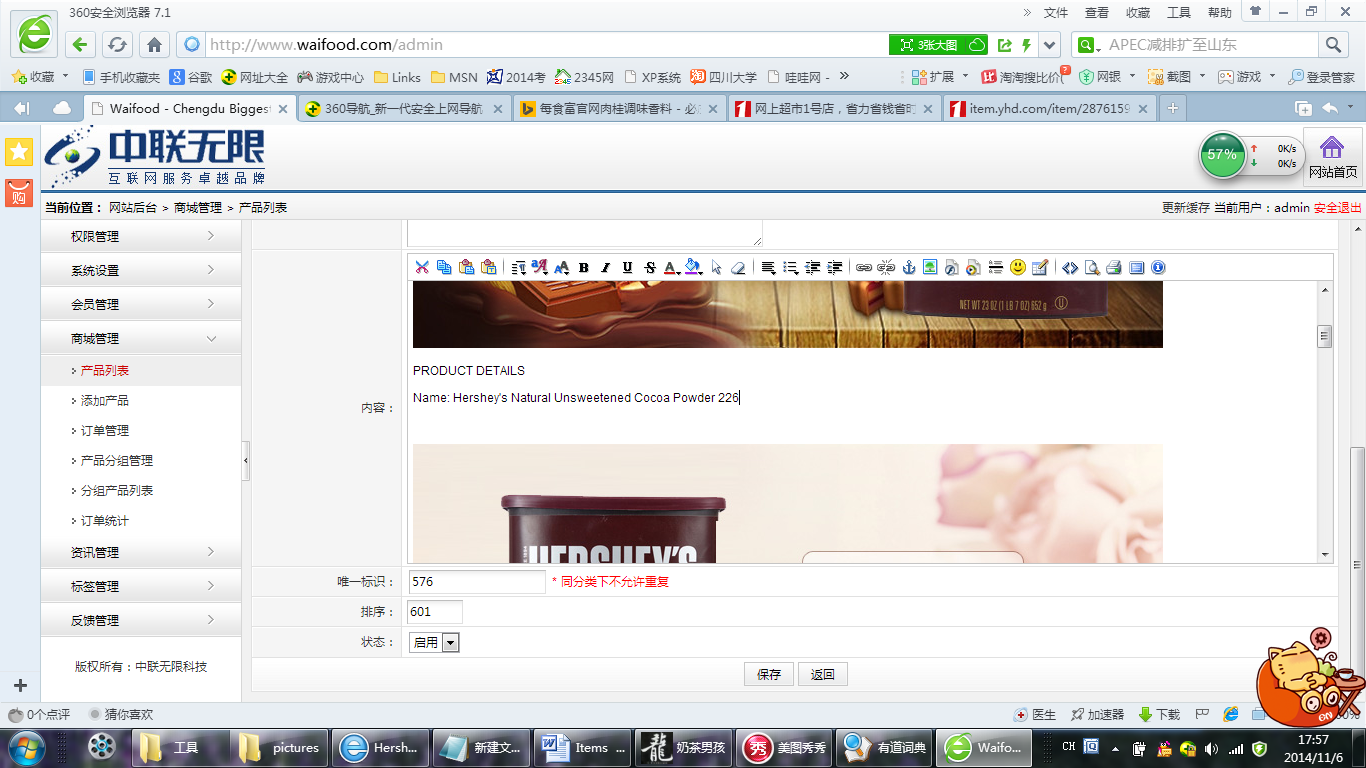 360安全浏览器 7.1
文件 查看 收藏 工具 帮助
http://www.waifood.com/admin
3张大图
APEC减排扩至山东
收藏 手机收藏夹 谷歌 网址大全 游戏中心 Links MSN 2014考 2345网 XP系统 四川大学 哇哇网 - » 扩展 淘淘搜比价 ? 网银 截图 游戏 登录管家
Waifood - Chengdu Biggest
360导航_新一代安全上网导航
每食富官网肉桂调味香料 - 必
网上超市1号店，省力省钱省时
item.yhd.com/item/2876159
中联无限
互联网服务卓越品牌
57%
0K/s
0K/s
网站首页
购
当前位置： 网站后台 > 商城管理 > 产品列表
更新缓存 当前用户：admin 安全退出
权限管理
系统设置
会员管理
商城管理
产品列表
添加产品
订单管理
产品分组管理
分组产品列表
订单统计
资讯管理
标签管理
反馈管理
版权所有：中联无限科技
NET WT 23 OZ (1 LB 7 OZ) 652 g
PRODUCT DETAILS
Name: Hershey's Natural Unsweetened Cocoa Powder 226
内容：
HERSHEY'S
唯一标识： 576 * 同分类下不允许重复
排序： 601
状态： 启用
保存 返回
0个点评 猜你喜欢
医生 加速器 下载
工具 pictures Hersh... 新建文... Items ... 奶茶男孩 美图秀秀 有道词典 Waifo...
CH
17:57
2014/11/6